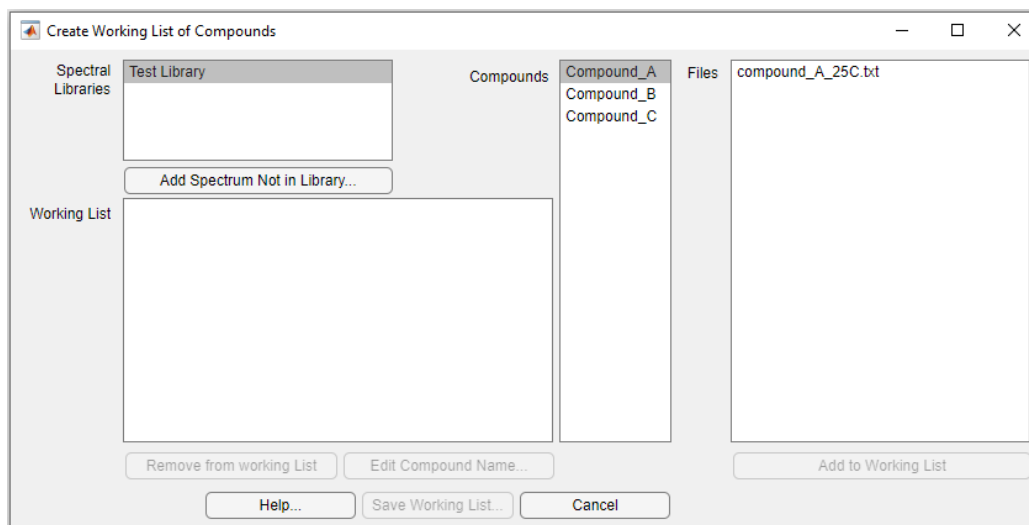 Create Working List of Compounds
Spectral
Libraries
Test Library
Compounds
Compound_A
Compound_B
Compound_C
Files
compound_A_25C.txt
Add Spectrum Not in Library...
Working List
Remove from working List
Edit Compound Name...
Add to Working List
Help...
Save Working List...
Cancel